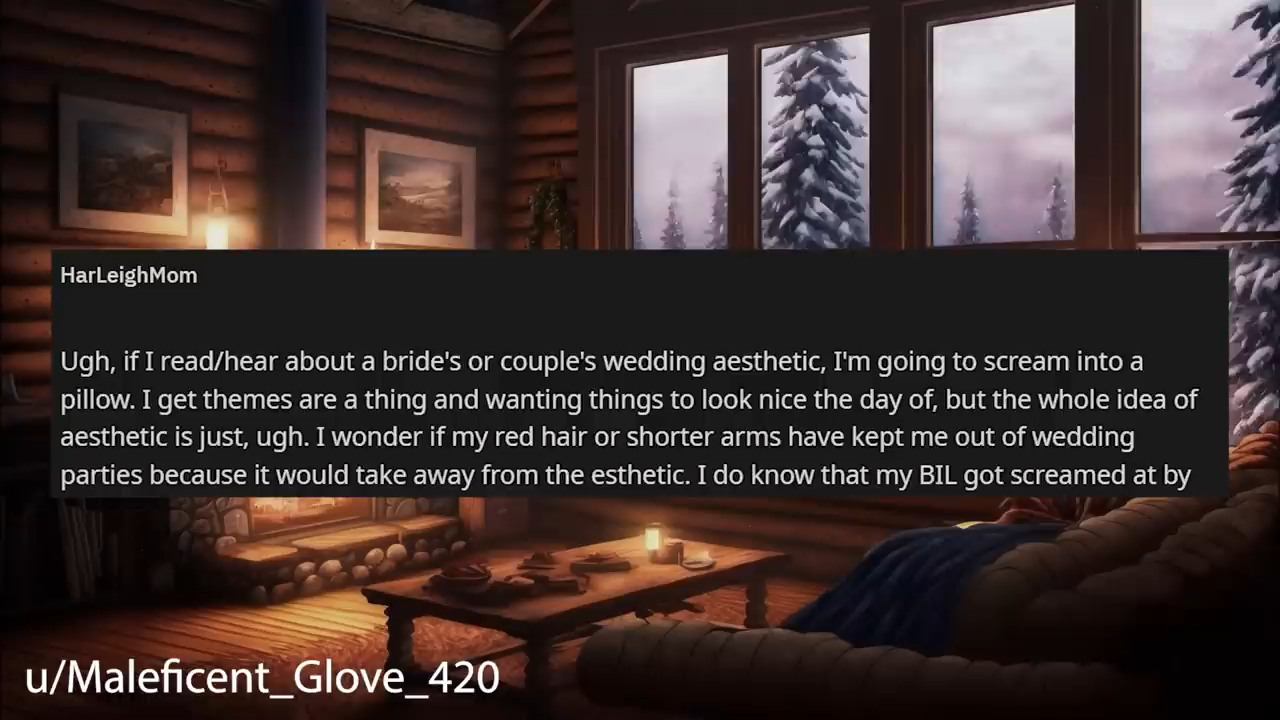 HarLeighMom
Ugh, if I read/hear about a bride's or couple's wedding aesthetic, I'm going to scream into a
pillow. I get themes are a thing and wanting things to look nice the day of, but the whole idea of
aesthetic is just, ugh. I wonder if my red hair or shorter arms have kept me out of wedding
parties because it would take away from the esthetic. I do know that my BIL got screamed at by
u/Maleficent_Glove_420